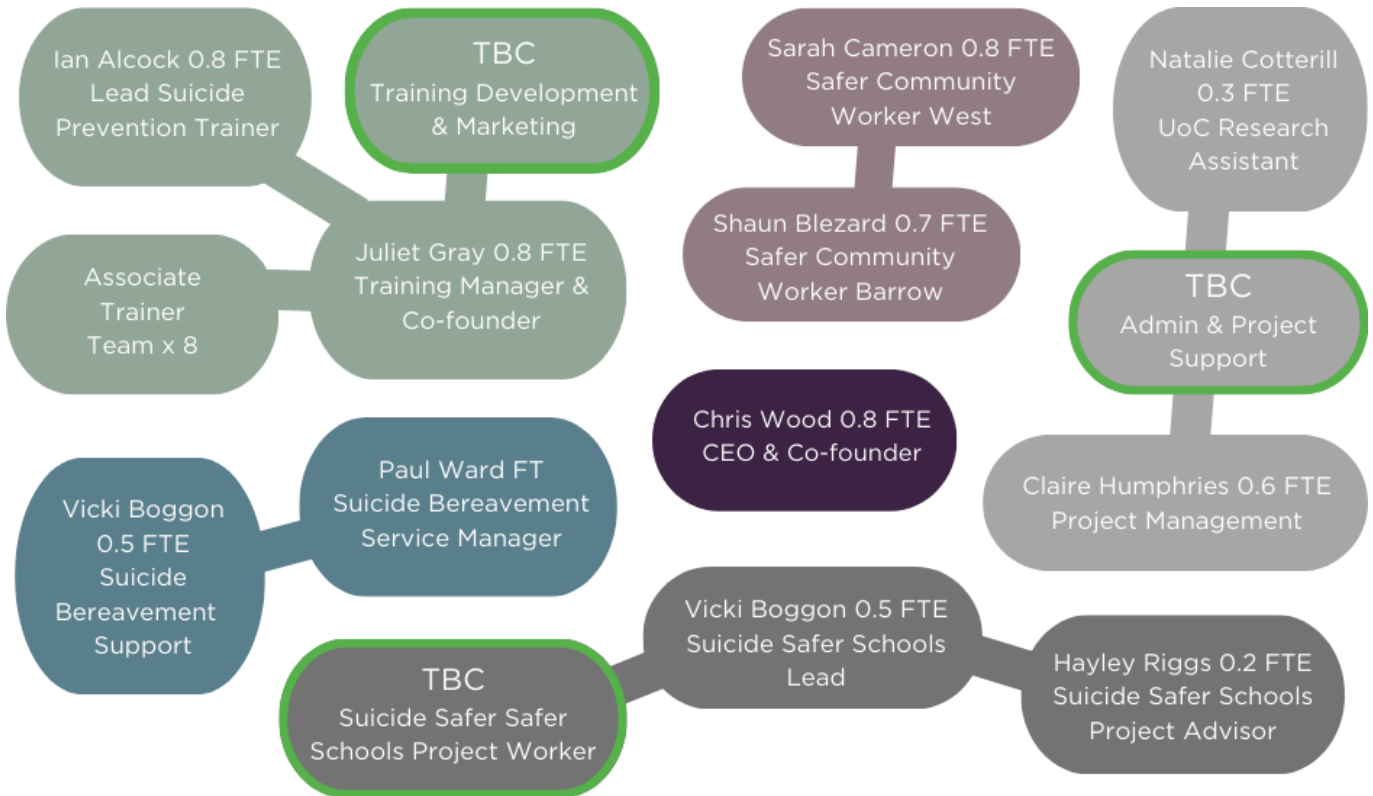 Ian Alcock 0.8 FTE
Lead Suicide
Prevention Trainer
TBC
Training Development
& Marketing
Sarah Cameron 0.8 FTE
Safer Community
Worker West
Natalie Cotterill
0.3 FTE
UoC Research
Assistant
Associate
Trainer
Team x 8
Juliet Gray 0.8 FTE
Training Manager &
Co-founder
Shaun Blezard 0.7 FTE
Safer Community
Worker Barrow
TBC
Admin & Project
Support
Chris Wood 0.8 FTE
CEO & Co-founder
Claire Humphries 0.6 FTE
Project Management
Vicki Boggon
0.5 FTE
Suicide
Bereavement
Support
Paul Ward FT
Suicide Bereavement
Service Manager
TBC
Suicide Safer Safer
Schools Project Worker
Vicki Boggon 0.5 FTE
Suicide Safer Schools
Lead
Hayley Riggs 0.2 FTE
Suicide Safer Schools
Project Advisor